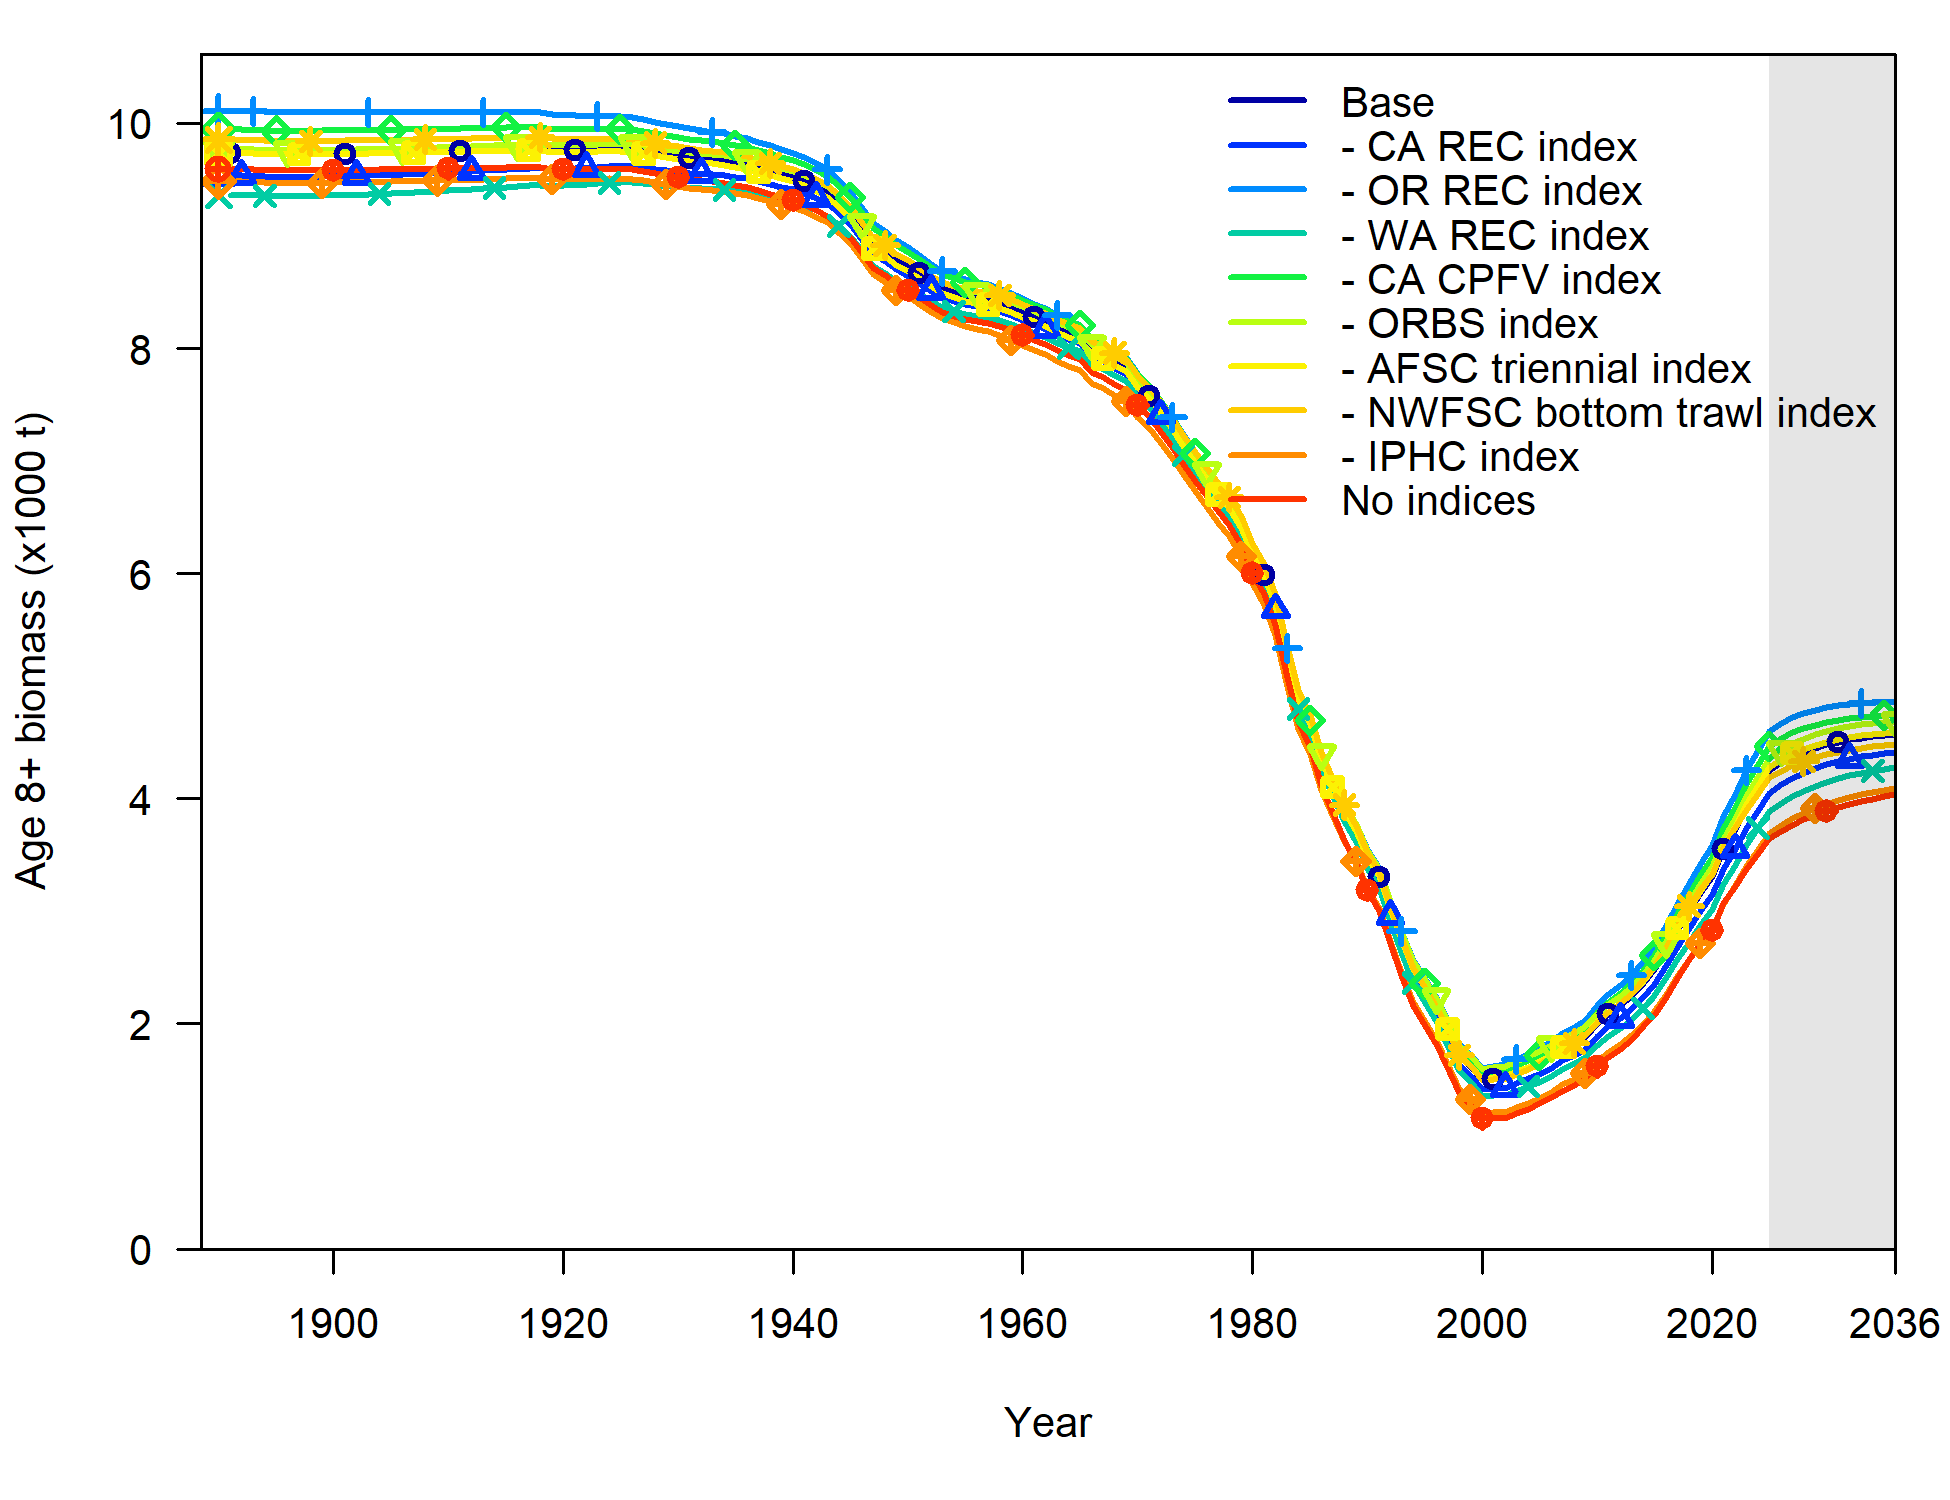 Age 8+ biomass (x1000 t)
10
8
6
4
2
0
Base
- CA REC index
- OR REC index
- WA REC index
- CA CPFV index
- ORBS index
- AFSC triennial index
- NWFSC bottom trawl index
- IPHC index
No indices
1900 1920 1940 1960 1980 2000 2020 2036
Year